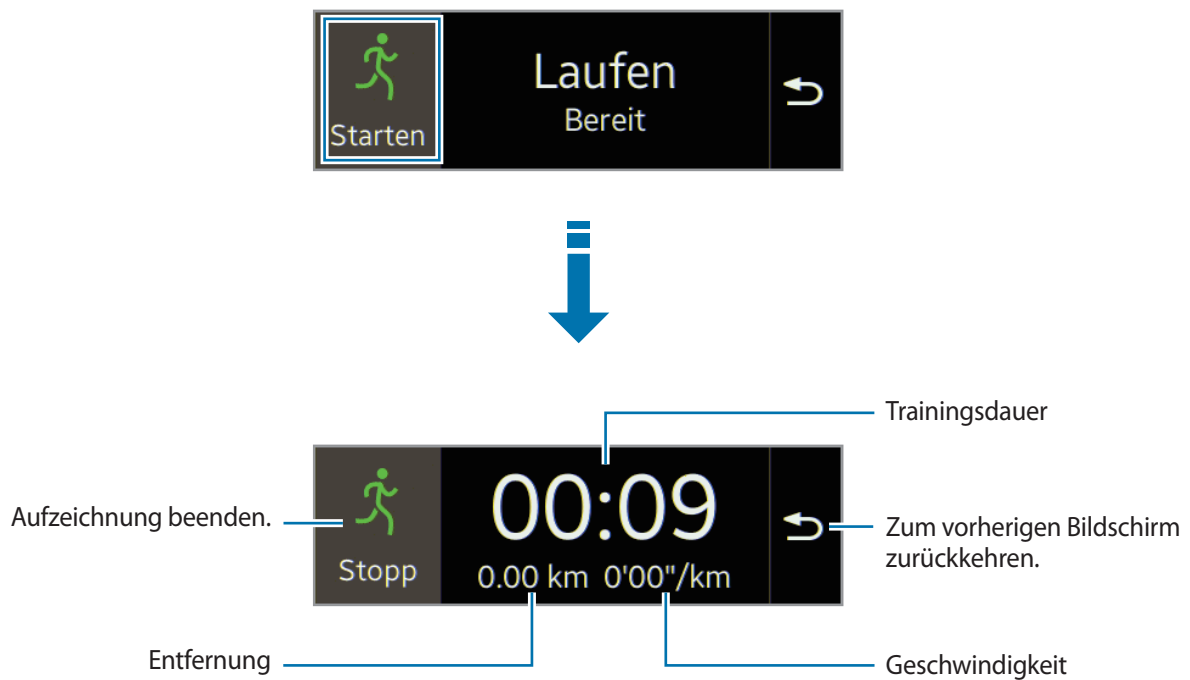 Laufen
Bereit
Starten
Trainingsdauer
00:09
Aufzeichnung beenden.
Zum vorherigen Bildschirm
zurückkehren.
Stopp
0.00 km 0'00"/km
Entfernung
Geschwindigkeit